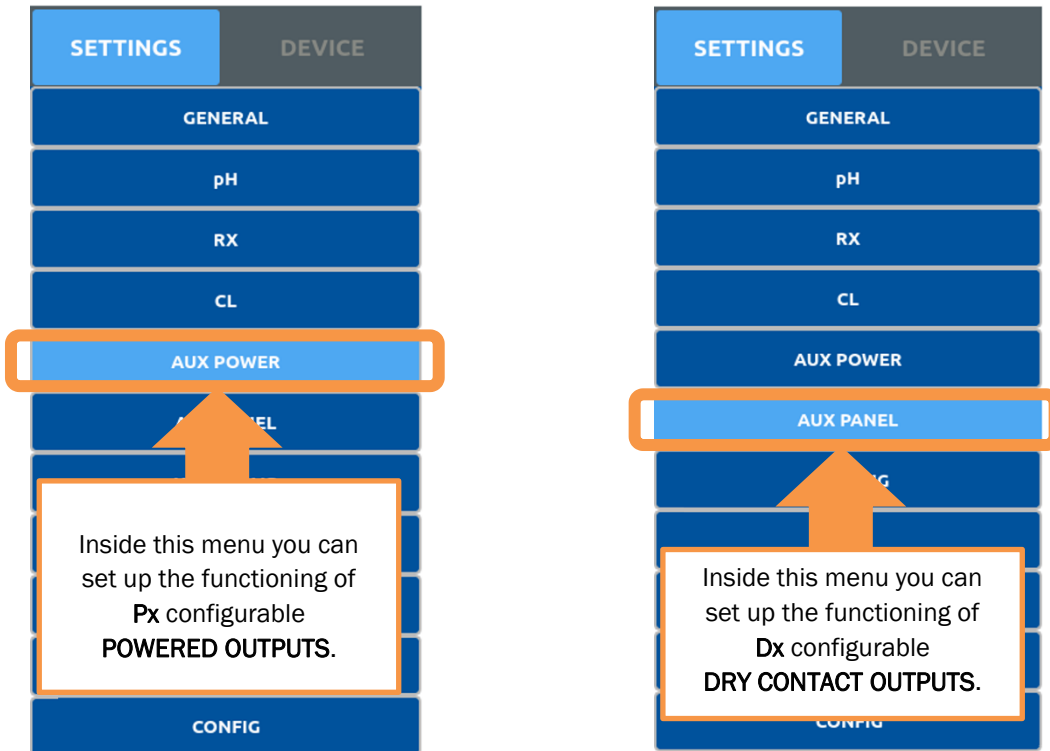 SETTINGS DEVICE
GENERAL
pH
RX
CL
AUX POWER
Inside this menu you can
set up the functioning of
Px configurable
POWERED OUTPUTS.
CONFIG
SETTINGS DEVICE
GENERAL
pH
RX
CL
AUX POWER
AUX PANEL
Inside this menu you can
set up the functioning of
Dx configurable
DRY CONTACT OUTPUTS.
CONFIG